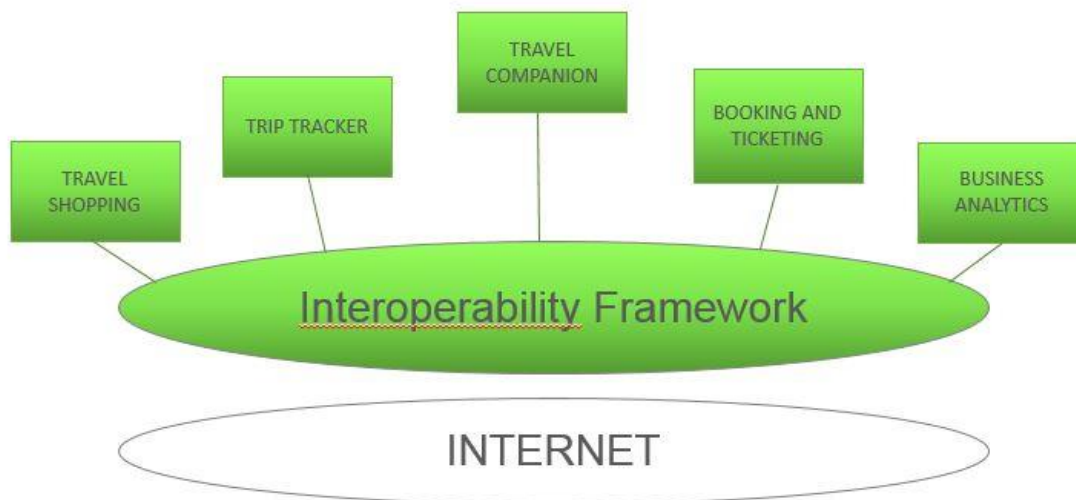 TRAVEL
COMPANION
TRIP TRACKER
BOOKING AND
TICKETING
TRAVEL
SHOPPING
BUSINESS
ANALYTICS
Interoperability Framework
INTERNET